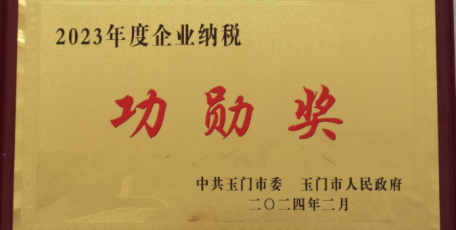 2023年度企业纳税
功勋奖
中共玉门市委 玉门市人民政府
二〇二四年二月